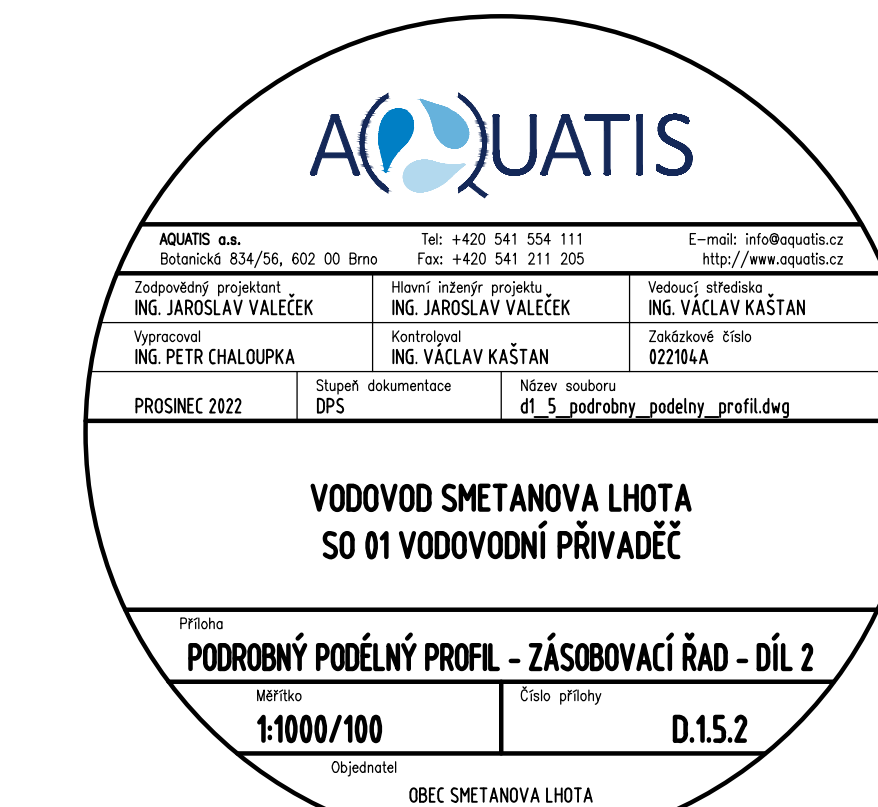 AQUATIS
AQUATIS a.s. Tel: +420 541 554 111 E-mail: info@aquatis.cz
Botanická 834/56, 602 00 Brno Fax: +420 541 211 205 http://www.aquatis.cz
Zodpovědný projektant Hlavní inženýr projektu Vedoucí střediska
ING. JAROSLAV VALEČEK ING. JAROSLAV VALEČEK ING. VÁCLAV KAŠTAN
Vypracoval Kontroloval Zakázkové číslo
ING. PETR CHALOUPKA ING. VÁCLAV KAŠTAN 022104A
Stupeň dokumentace Název souboru
PROSINEC 2022 DPS d1_5_podrobny_podelny_profil.dwg
VODOVOD SMETANOVA LHOTA
SO 01 VODOVODNÍ PŘIVADĚČ
Příloha
PODROBNÝ PODÉLNÝ PROFIL - ZÁSOBOVACÍ ŘAD - DÍL 2
Měřítko Číslo přílohy
1:1000/100 D.1.5.2
Objednatel
OBEC SMETANOVA LHOTA